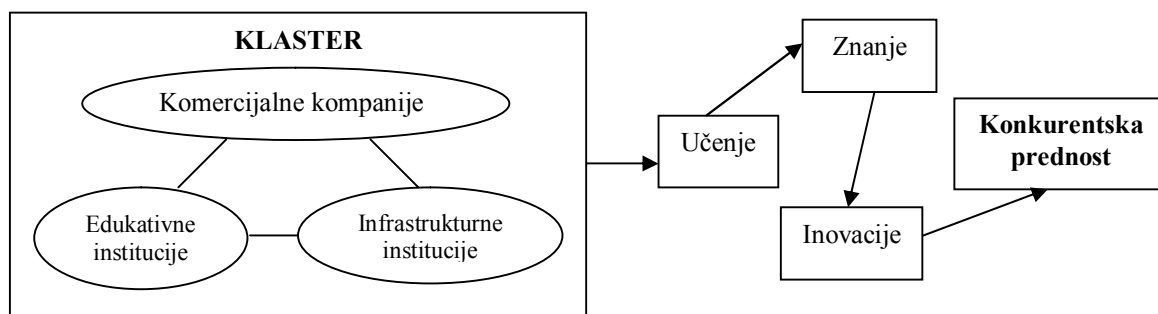 KLASTER
Komercijalne kompanije
Edukativne
institucije
Infrastrukturne
institucije
Učenje
Znanje
Inovacije
Konkurentska
prednost